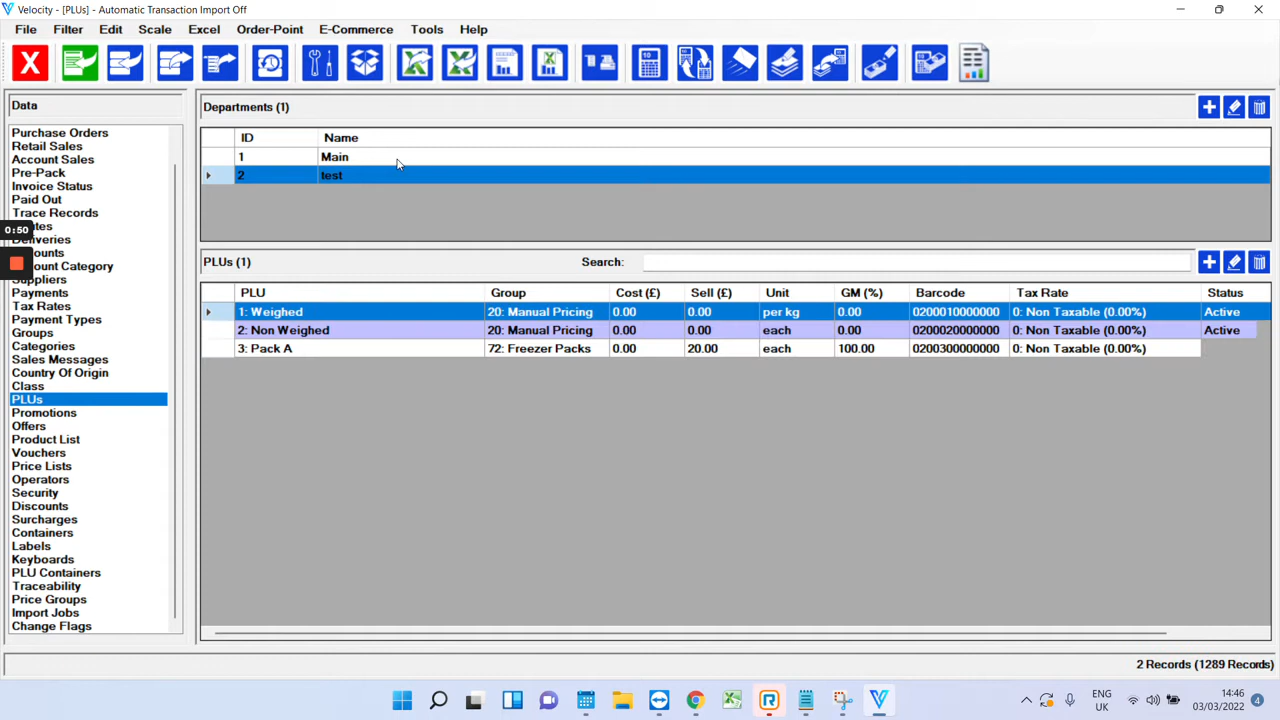 Velocity - [PLUs] - Automatic Transaction Import Off
File Filter Edit Scale Excel Order-Point E-Commerce Tools Help
Data
Purchase Orders
Retail Sales
Account Sales
Pre-Pack
Invoice Status
Paid Out
Trace Records
0:50
Deliveries
Suppliers
Payments
Tax Rates
Payment Types
Groups
Categories
Sales Messages
Country Of Origin
Class
PLUs
Promotions
Offers
Product List
Vouchers
Price Lists
Operators
Security
Discounts
Surcharges
Containers
Labels
Keyboards
PLU Containers
Traceability
Price Groups
Import Jobs
Change Flags
Departments (1)
ID Name
1 Main
2 test
PLUs (1) Search:
PLU Group Cost (£) Sell (£) Unit GM (%) Barcode Tax Rate Status
1: Weighed 20: Manual Pricing 0.00 0.00 per kg 0.00 0200010000000 0: Non Taxable (0.00%) Active
2: Non Weighed 20: Manual Pricing 0.00 0.00 each 0.00 0200020000000 0: Non Taxable (0.00%) Active
3: Pack A 72: Freezer Packs 0.00 20.00 each 100.00 0200300000000 0: Non Taxable (0.00%)
2 Records (1289 Records)
ENG
UK
14:46
03/03/2022
4